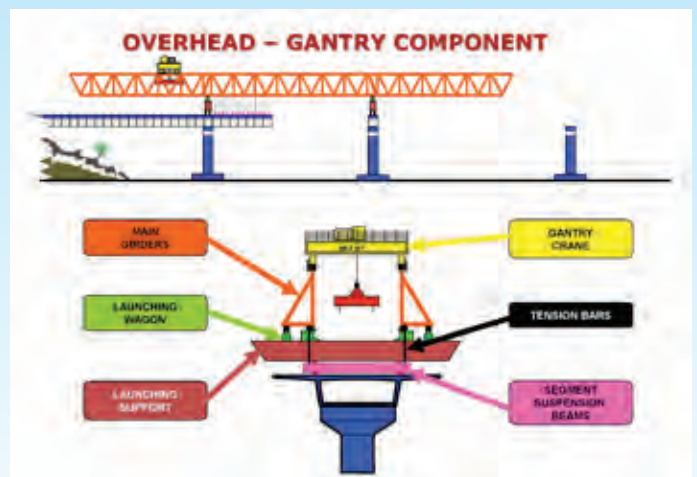 OVERHEAD – GANTRY COMPONENT
MAIN
GIRDERS
GANTRY
CRANE
LAUNCHING
WAGON
TENSION BARS
LAUNCHING
SUPPORT
SEGMENT
SUSPENSION
BEAMS